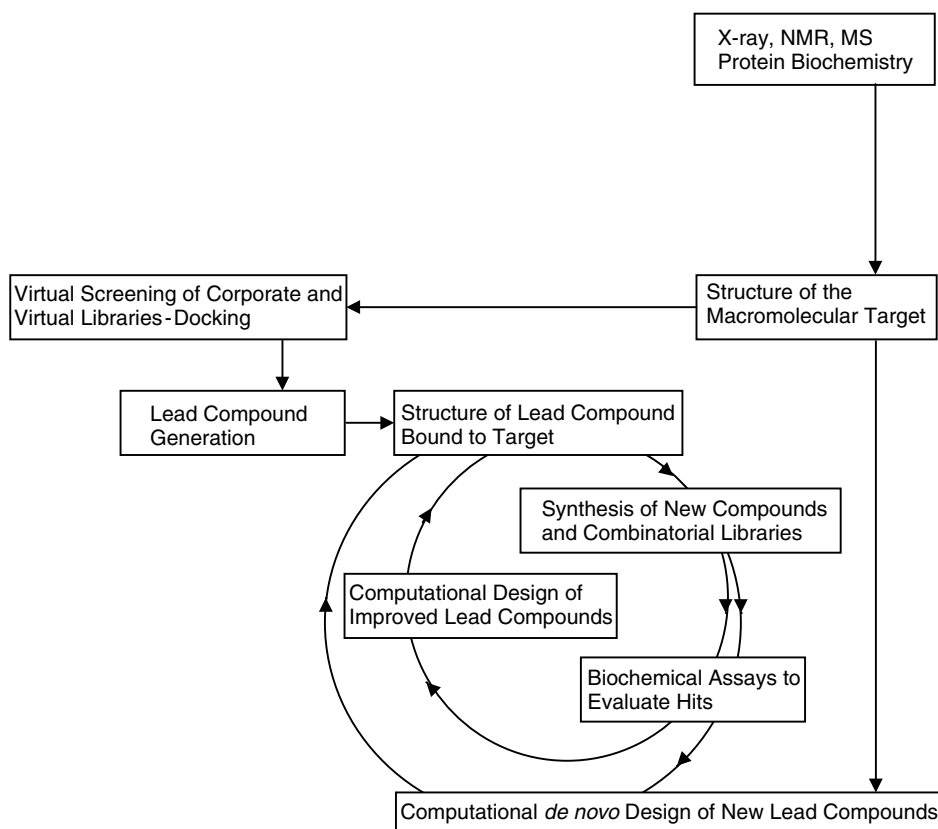 X-ray, NMR, MS
Protein Biochemistry
Virtual Screening of Corporate and
Virtual Libraries-Docking
Structure of the
Macromolecular Target
Lead Compound
Generation
Structure of Lead Compound
Bound to Target
Synthesis of New Compounds
and Combinatorial Libraries
Computational Design of
Improved Lead Compounds
Biochemical Assays to
Evaluate Hits
Computational de novo Design of New Lead Compounds